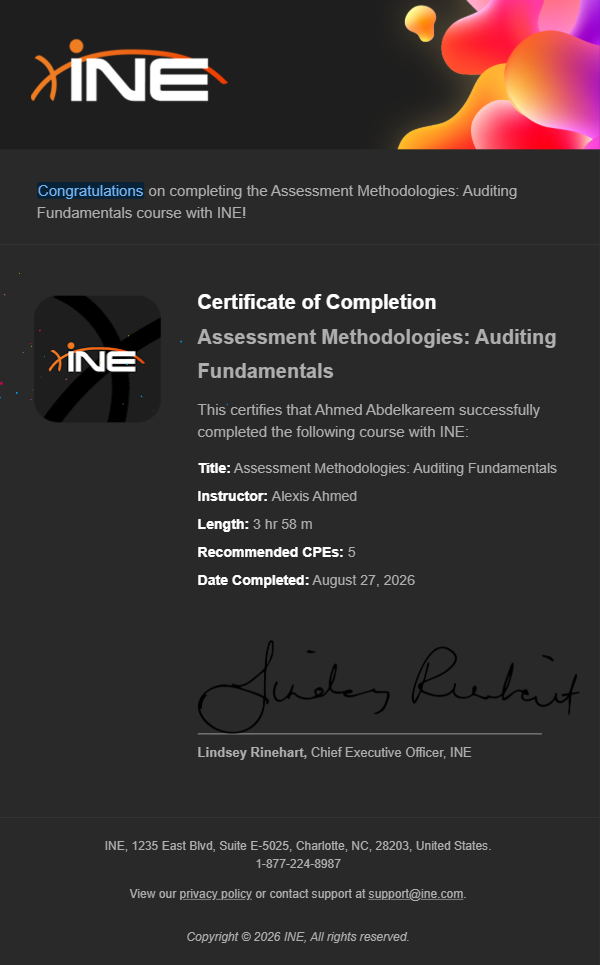 INE
Congratulations on completing the Assessment Methodologies: Auditing
Fundamentals course with INE!
INE
Certificate of Completion
Assessment Methodologies: Auditing
Fundamentals
This certifies that Ahmed Abdelkareem successfully
completed the following course with INE:
Title: Assessment Methodologies: Auditing Fundamentals
Instructor: Alexis Ahmed
Length: 3 hr 58 m
Recommended CPEs: 5
Date Completed: August 27, 2026
Lindsey Rinehart
Lindsey Rinehart, Chief Executive Officer, INE
INE, 1235 East Blvd, Suite E-5025, Charlotte, NC, 28203, United States.
1-877-224-8987
View our privacy policy or contact support at support@ine.com.
Copyright © 2026 INE, All rights reserved.